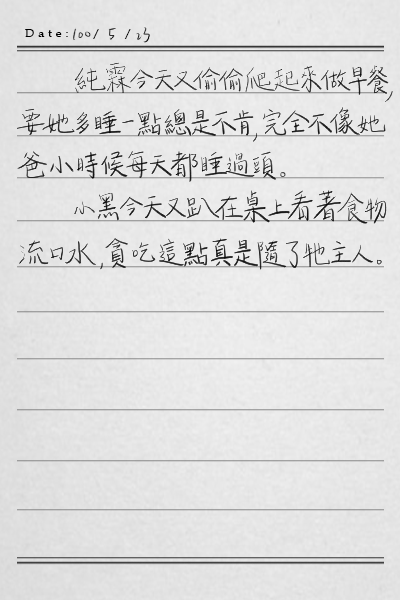 Date: 100/5/23
純霖今天又偷偷爬起來做早餐,
要她多睡一點總是不肯,完全不像她
爸小時候每天都睡過頭。
小黑今天又趴在桌上看著食物
流口水,貪吃這點真是隨了牠主人。